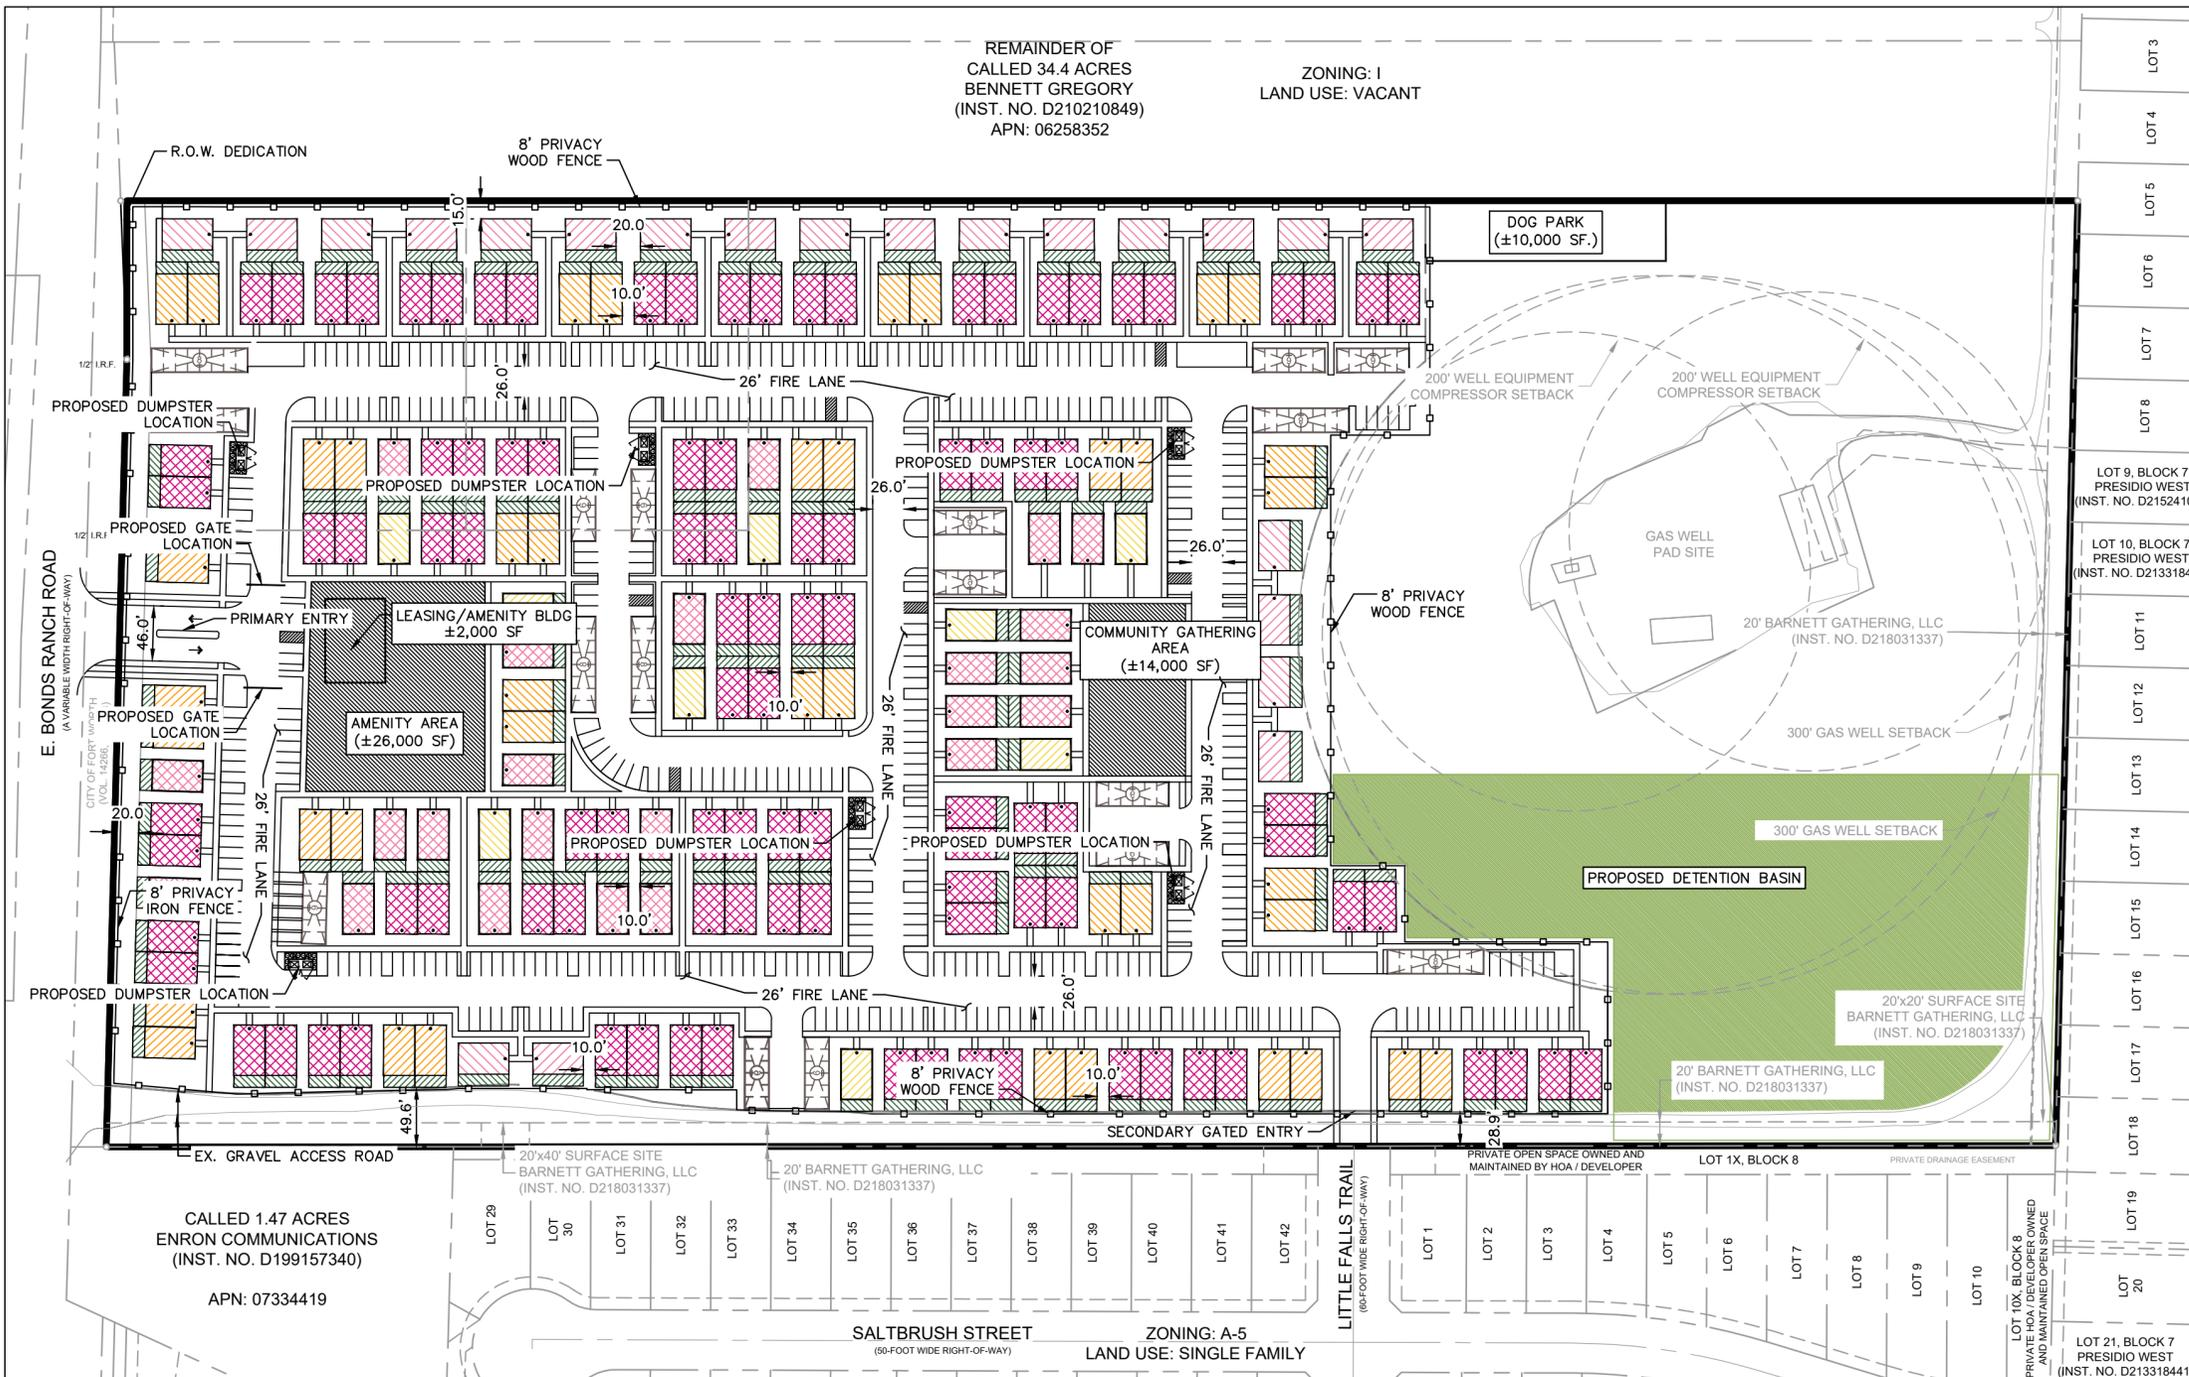 REMAINDER OF
CALLED 34.4 ACRES
BENNETT GREGORY
(INST. NO. D210210849)
APN: 06258352
ZONING: I
LAND USE: VACANT
R.O.W. DEDICATION
8' PRIVACY
WOOD FENCE
15.0'
20.0
10.0'
DOG PARK
(±10,000 SF.)
LOT 3
LOT 4
LOT 5
LOT 6
LOT 7
LOT 8
LOT 9, BLOCK 7
PRESIDIO WEST
LOT 10, BLOCK 7
PRESIDIO WEST
LOT 11
LOT 12
LOT 13
LOT 14
LOT 15
LOT 16
LOT 17
LOT 18
LOT 19
LOT
20
LOT 21, BLOCK 7
PRESIDIO WEST
(INST. NO. D213318441
1/2" I.R.F.
8
9
9
26.0'
26' FIRE LANE
200' WELL EQUIPMENT
COMPRESSOR SETBACK
200' WELL EQUIPMENT
COMPRESSOR SETBACK
PROPOSED DUMPSTER
LOCATION
PROPOSED DUMPSTER LOCATION
PROPOSED DUMPSTER LOCATION
26.0'
26.0'
PROPOSED GATE
LOCATION
GAS WELL
PAD SITE
E. BONDS RANCH ROAD
(A VARIABLE WIDTH RIGHT-OF-WAY)
46.0'
PRIMARY ENTRY
LEASING/AMENITY BLDG
±2,000 SF
COMMUNITY GATHERING
AREA
(±14,000 SF)
8' PRIVACY
WOOD FENCE
20' BARNETT GATHERING, LLC
(INST. NO. D218031337)
PROPOSED GATE
LOCATION
AMENITY AREA
(±26,000 SF)
10.0'
26' FIRE LANE
26' FIRE LANE
26' FIRE LANE
300' GAS WELL SETBACK
CITY OF FORT WORTH
20.0
PROPOSED DUMPSTER LOCATION
PROPOSED DUMPSTER LOCATION
300' GAS WELL SETBACK
PROPOSED DETENTION BASIN
8' PRIVACY
IRON FENCE
10.0'
PROPOSED DUMPSTER LOCATION
26' FIRE LANE
26.0'
20'x20' SURFACE SITE
BARNETT GATHERING, LLC
(INST. NO. D218031337)
10.0'
8' PRIVACY
WOOD FENCE
10.0'
20' BARNETT GATHERING, LLC
(INST. NO. D218031337)
49.6'
28.9'
SECONDARY GATED ENTRY
EX. GRAVEL ACCESS ROAD
20'x40' SURFACE SITE
BARNETT GATHERING, LLC
(INST. NO. D218031337)
20' BARNETT GATHERING, LLC
(INST. NO. D218031337)
PRIVATE OPEN SPACE OWNED AND
MAINTAINED BY HOA / DEVELOPER
LOT 1X, BLOCK 8
PRIVATE DRAINAGE EASEMENT
CALLED 1.47 ACRES
ENRON COMMUNICATIONS
(INST. NO. D199157340)
APN: 07334419
LOT 29
LOT
30
LOT 31
LOT 32
LOT 33
LOT 34
LOT 35
LOT 36
LOT 37
LOT 38
LOT 39
LOT 40
LOT 41
LOT 42
LITTLE FALLS TRAIL
(60-FOOT WIDE RIGHT-OF-WAY)
LOT 1
LOT 2
LOT 3
LOT 4
LOT 5
LOT 6
LOT 7
LOT 8
LOT 9
LOT 10
LOT 10X, BLOCK 8
PRIVATE HOA / DEVELOPER OWNED
AND MAINTAINED OPEN SPACE
SALTBRUSH STREET
(50-FOOT WIDE RIGHT-OF-WAY)
ZONING: A-5
LAND USE: SINGLE FAMILY